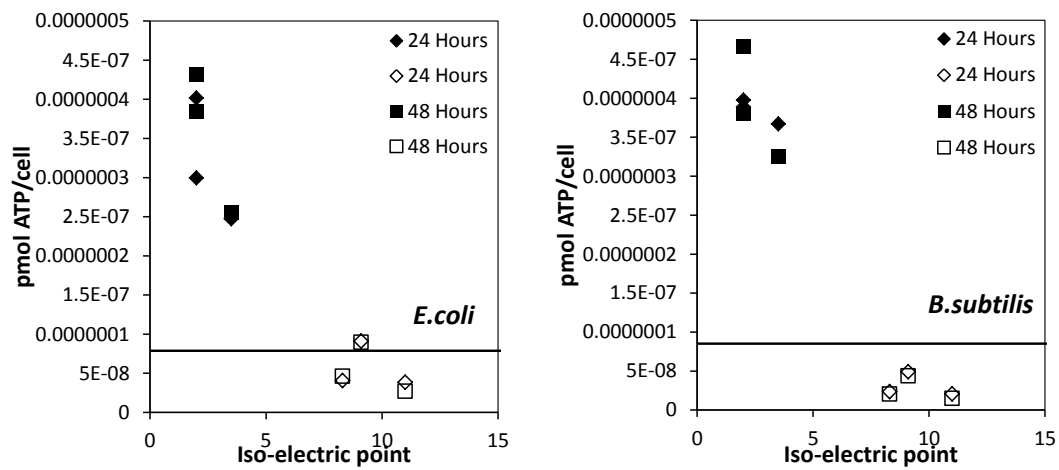 0.0000005
4.5E-07
0.0000004
3.5E-07
0.0000003
2.5E-07
0.0000002
1.5E-07
0.0000001
5E-08
0
pmol ATP/cell
24 Hours
24 Hours
48 Hours
48 Hours
E.coli
0 5 10 15
Iso-electric point
0.0000005
4.5E-07
0.0000004
3.5E-07
0.0000003
2.5E-07
0.0000002
1.5E-07
0.0000001
5E-08
0
pmol ATP/cell
24 Hours
24 Hours
48 Hours
48 Hours
B.subtilis
0 5 10 15
Iso-electric point